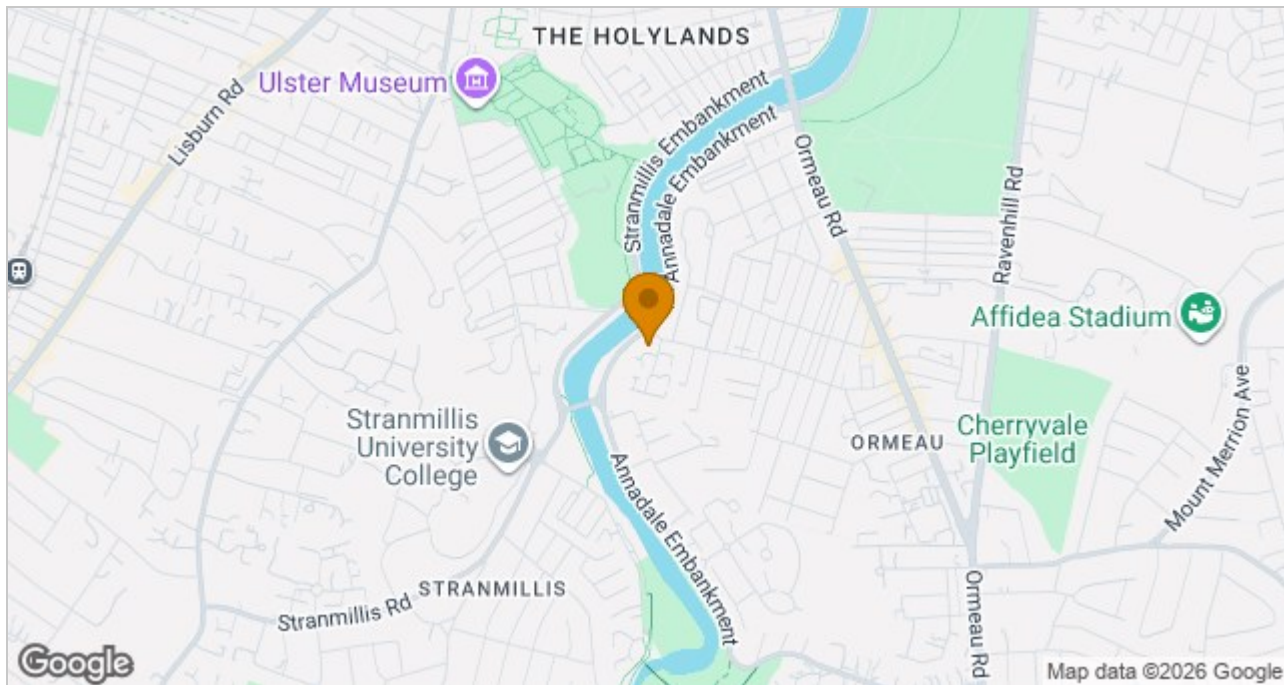 THE HOLYLANDS
Ulster Museum
Lisburn Rd
Stranmillis Embankment
Annadale Embankment
Ormeau Rd
Ravenhill Rd
Affidea Stadium
Stranmillis
University
College
ORMEAU
Cherryvale
Playfield
Mount Merrion Ave
Annadale Embankment
STRANMILLIS
Stranmillis Rd
Ormeau Rd
Google
Map data ©2026 Google